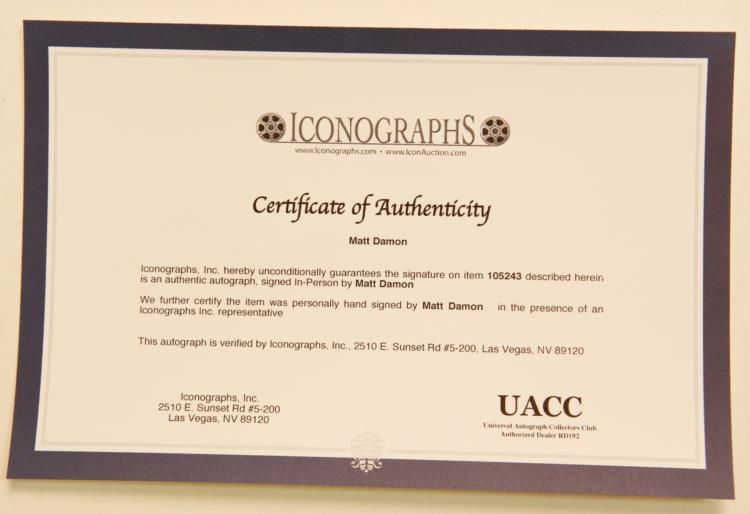 ICONOGRAPHS
www.Iconographs.com • www.IconAuction.com
Certificate of Authenticity
Matt Damon
Iconographs, Inc. hereby unconditionally guarantees the signature on item 105243 described herein
is an authentic autograph, signed In-Person by Matt Damon
We further certify the item was personally hand signed by Matt Damon in the presence of an
Iconographs Inc. representative
This autograph is verified by Iconographs, Inc., 2510 E. Sunset Rd #5-200, Las Vegas, NV 89120
Iconographs, Inc.
2510 E. Sunset Rd #5-200
Las Vegas, NV 89120
UACC
Universal Autograph Collectors Club
Authorized Dealer RD192